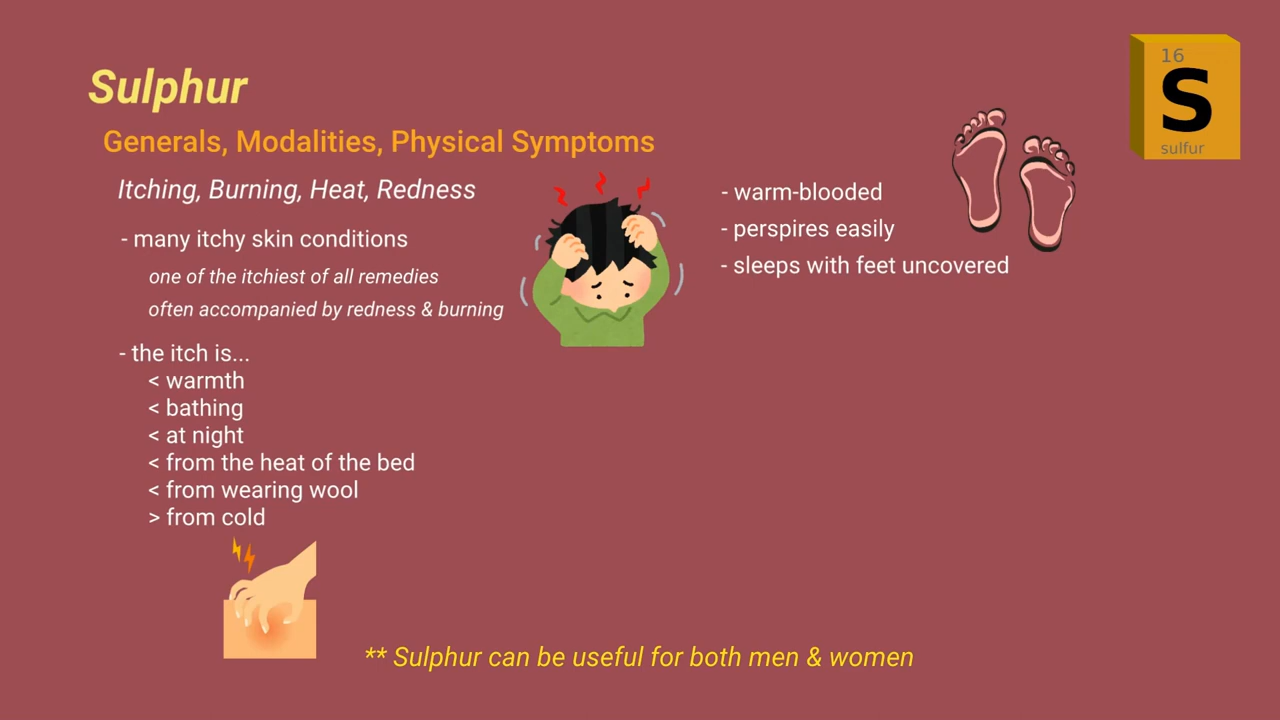 Sulphur
Generals, Modalities, Physical Symptoms
Itching, Burning, Heat, Redness
- many itchy skin conditions
one of the itchiest of all remedies
often accompanied by redness & burning
- the itch is...
< warmth
< bathing
< at night
< from the heat of the bed
< from wearing wool
> from cold
- warm-blooded
- perspires easily
- sleeps with feet uncovered
16
S
sulfur
** Sulphur can be useful for both men & women